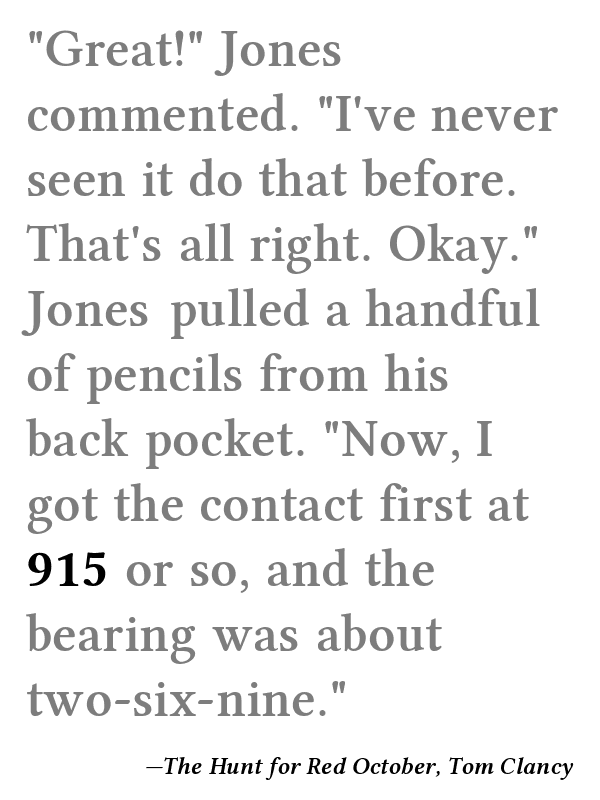 "Great!" Jones
commented. "I've never
seen it do that before.
That's all right. Okay."
Jones pulled a handful
of pencils from his
back pocket. "Now, I
got the contact first at
915 or so, and the
bearing was about
two-six-nine."
—The Hunt for Red October, Tom Clancy